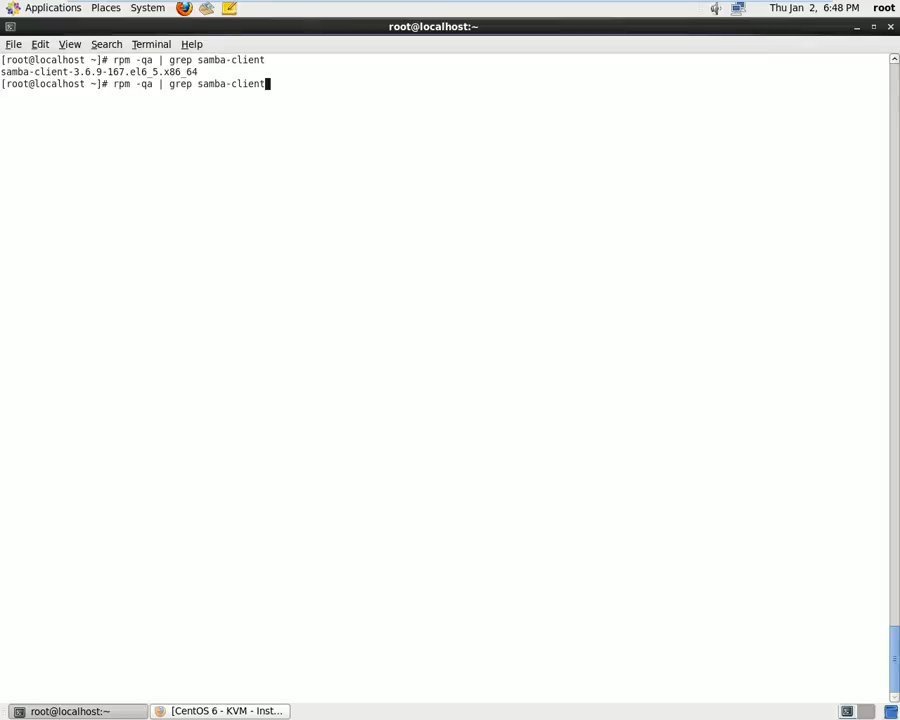 Applications Places System Thu Jan 2, 6:48 PM root
root@localhost:~
File Edit View Search Terminal Help
[root@localhost ~]# rpm -qa | grep samba-client
samba-client-3.6.9-167.el6_5.x86_64
[root@localhost ~]# rpm -qa | grep samba-client
root@localhost:~ [CentOS 6 - KVM - Inst...